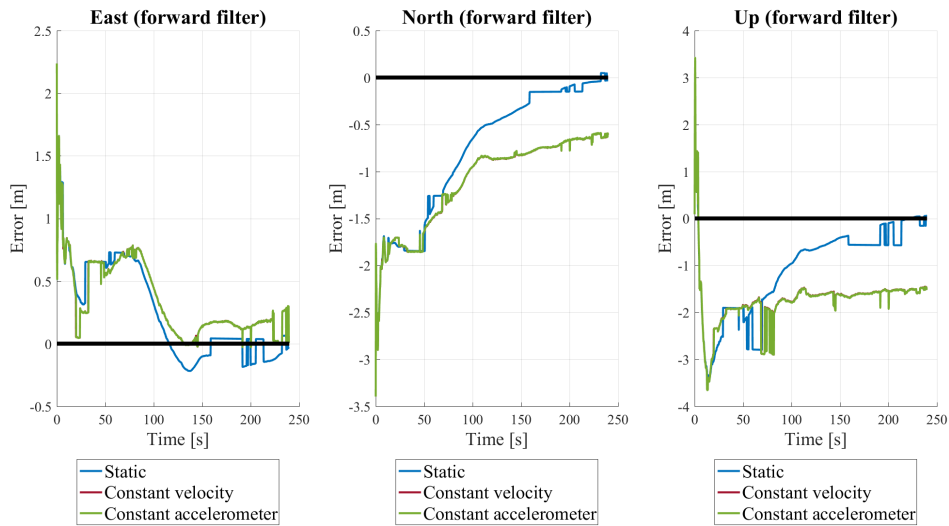 East (forward filter)
2.5
2
1.5
1
0.5
0
-0.5
Error [m]
0 50 100 150 200 250
Time [s]
Static
Constant velocity
Constant accelerometer
North (forward filter)
0.5
0
-0.5
-1
-1.5
-2
-2.5
-3
-3.5
Error [m]
0 50 100 150 200 250
Time [s]
Static
Constant velocity
Constant accelerometer
Up (forward filter)
4
3
2
1
0
-1
-2
-3
-4
Error [m]
0 50 100 150 200 250
Time [s]
Static
Constant velocity
Constant accelerometer